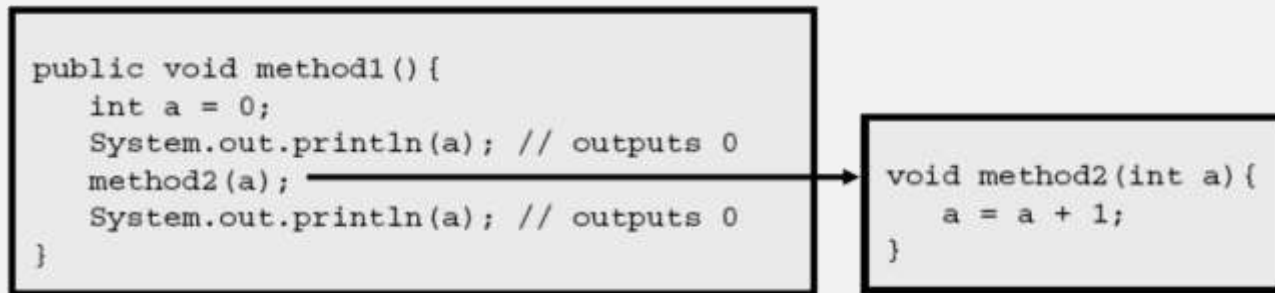 public void method1(){
   int a = 0;
   System.out.println(a); // outputs 0
   method2(a);
   System.out.println(a); // outputs 0
}
void method2(int a){
   a = a + 1;
}